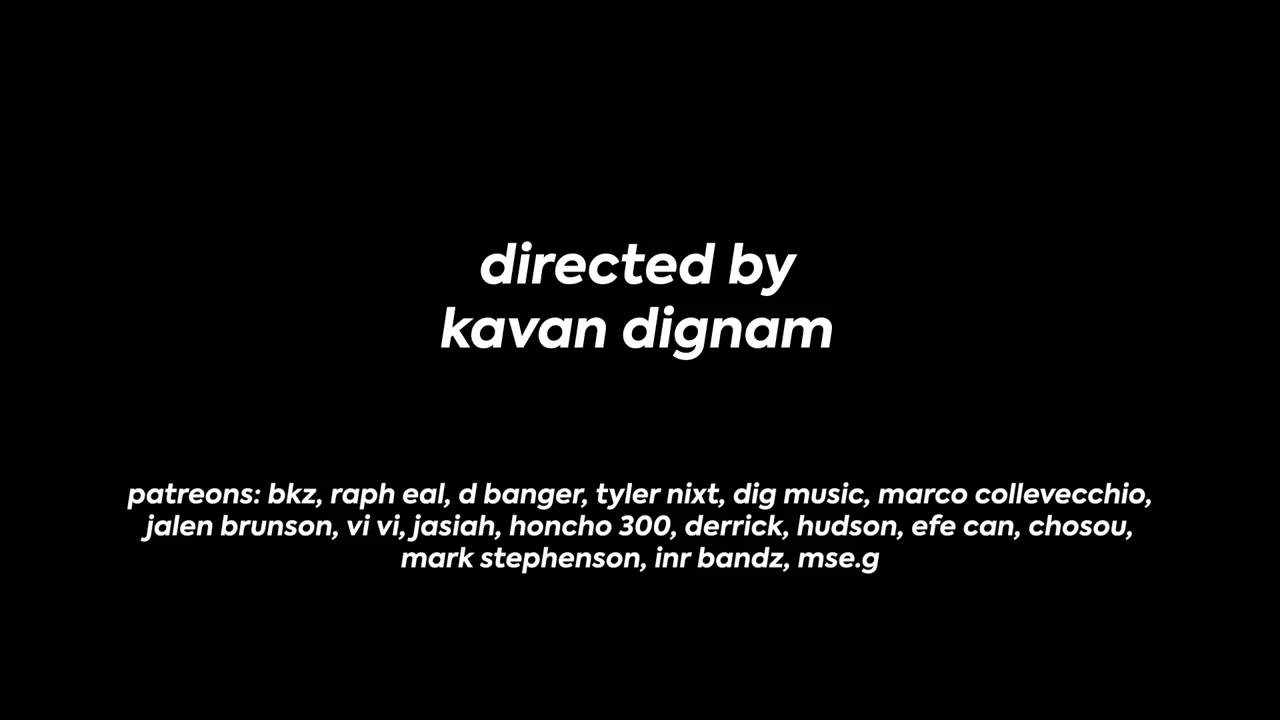 directed by
kavan dignam
patreons: bkz, raph eal, d banger, tyler nixt, dig music, marco collevecchio,
jalen brunson, vi vi, jasiah, honcho 300, derrick, hudson, efe can, chosou,
mark stephenson, inr bandz, mse.g